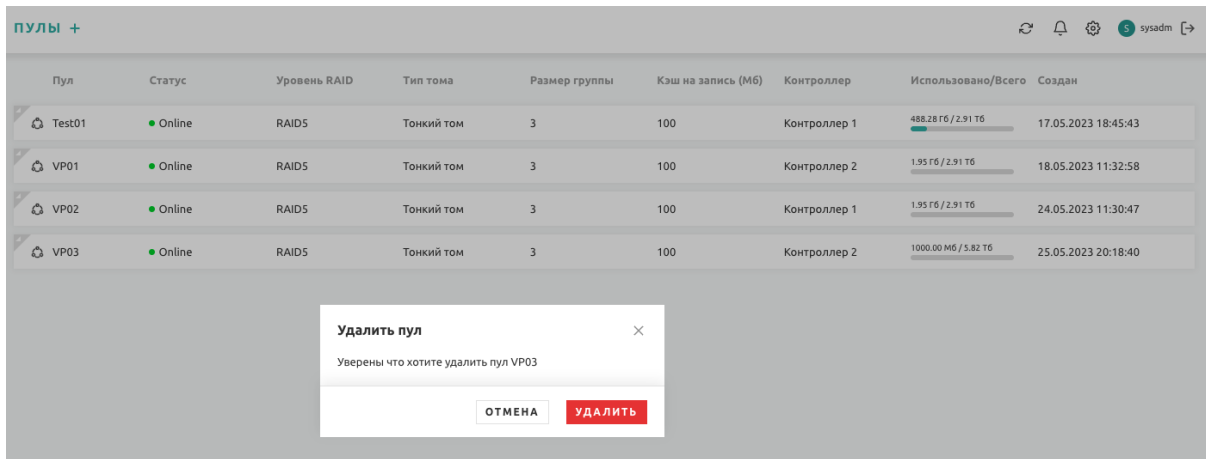 ПУЛЫ +
S sysadm
Пул Статус Уровень RAID Тип тома Размер группы Кэш на запись (Мб) Контроллер Использовано/Всего Создан
Test01 Online RAID5 Тонкий том 3 100 Контроллер 1 488.28 Гб / 2.91 Тб 17.05.2023 18:45:43
VP01 Online RAID5 Тонкий том 3 100 Контроллер 2 1.95 Гб / 2.91 Тб 18.05.2023 11:32:58
VP02 Online RAID5 Тонкий том 3 100 Контроллер 1 1.95 Гб / 2.91 Тб 24.05.2023 11:30:47
VP03 Online RAID5 Тонкий том 3 100 Контроллер 2 1000.00 Мб / 5.82 Тб 25.05.2023 20:18:40
Удалить пул
Уверены что хотите удалить пул VP03
ОТМЕНА УДАЛИТЬ